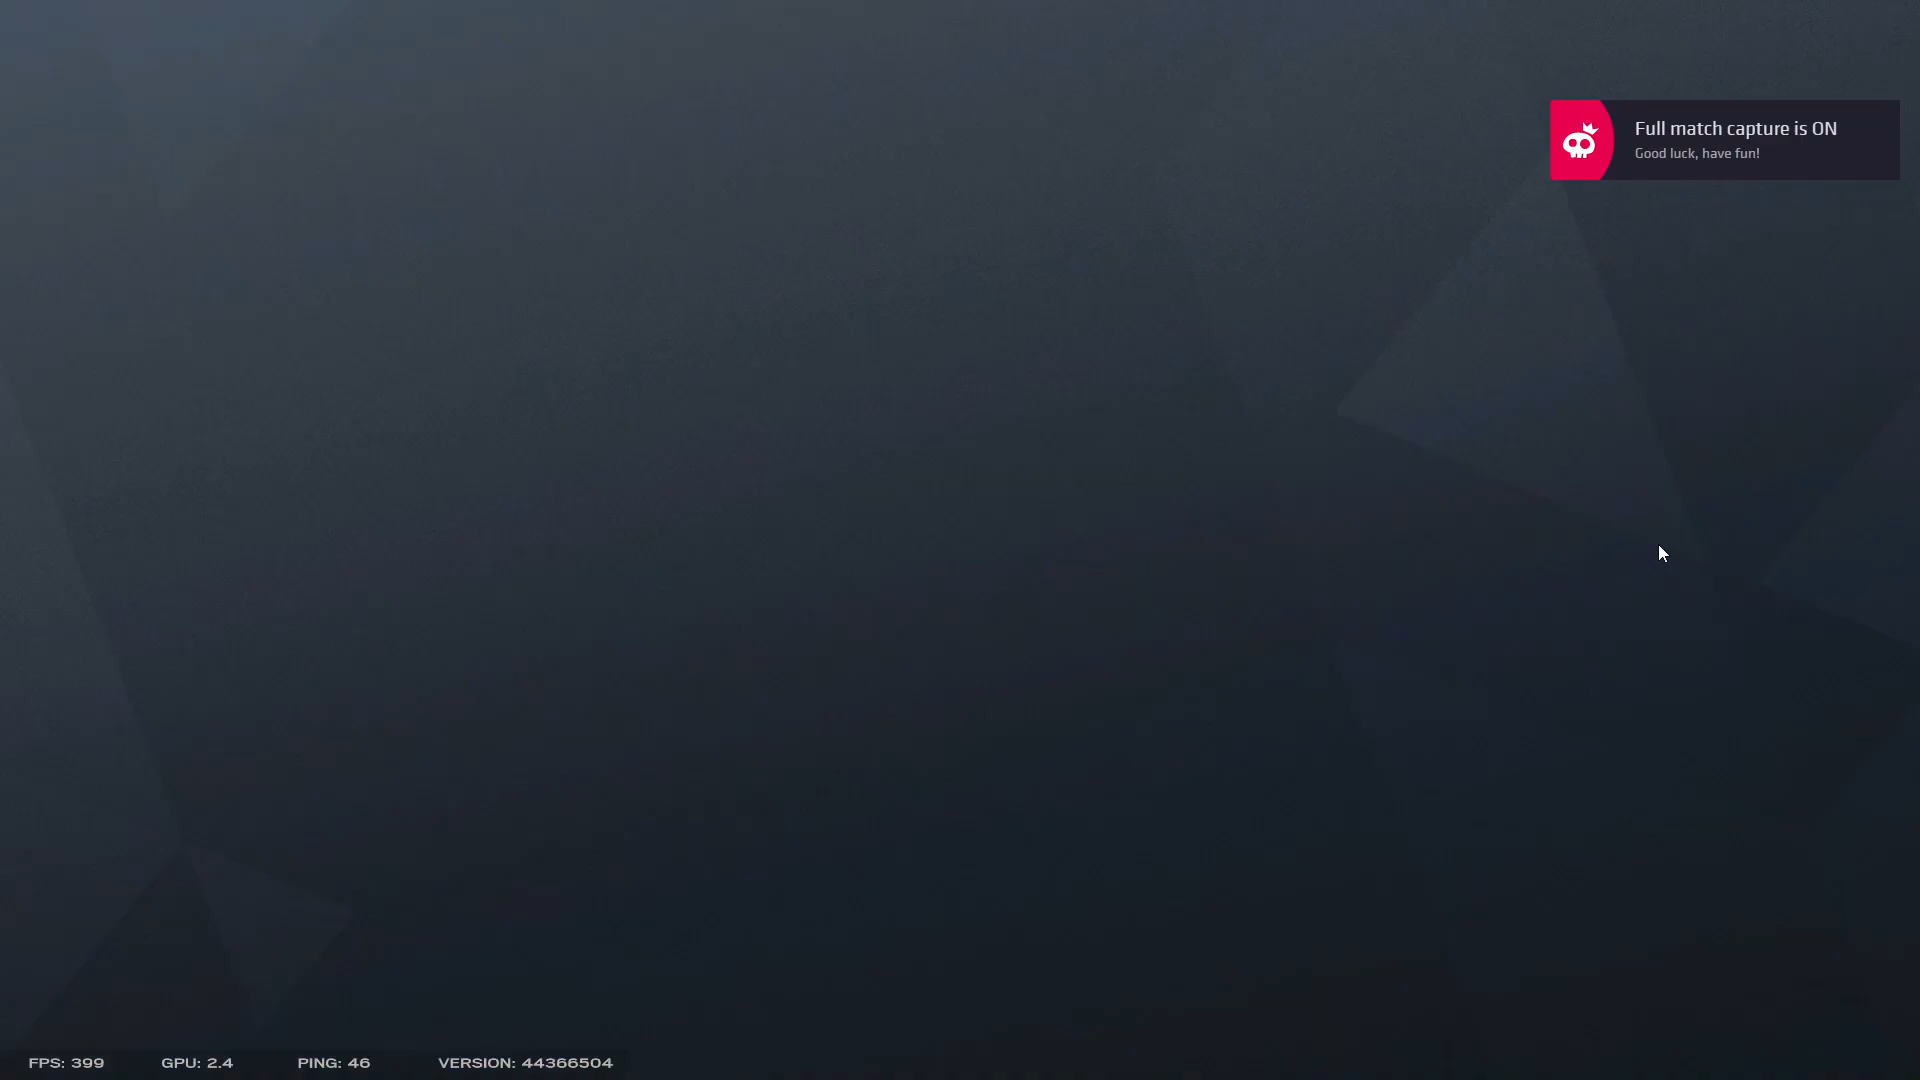 Full match capture is ON
Good luck, have fun!
FPS: 399 GPU: 2.4 PING: 46 VERSION: 44366504